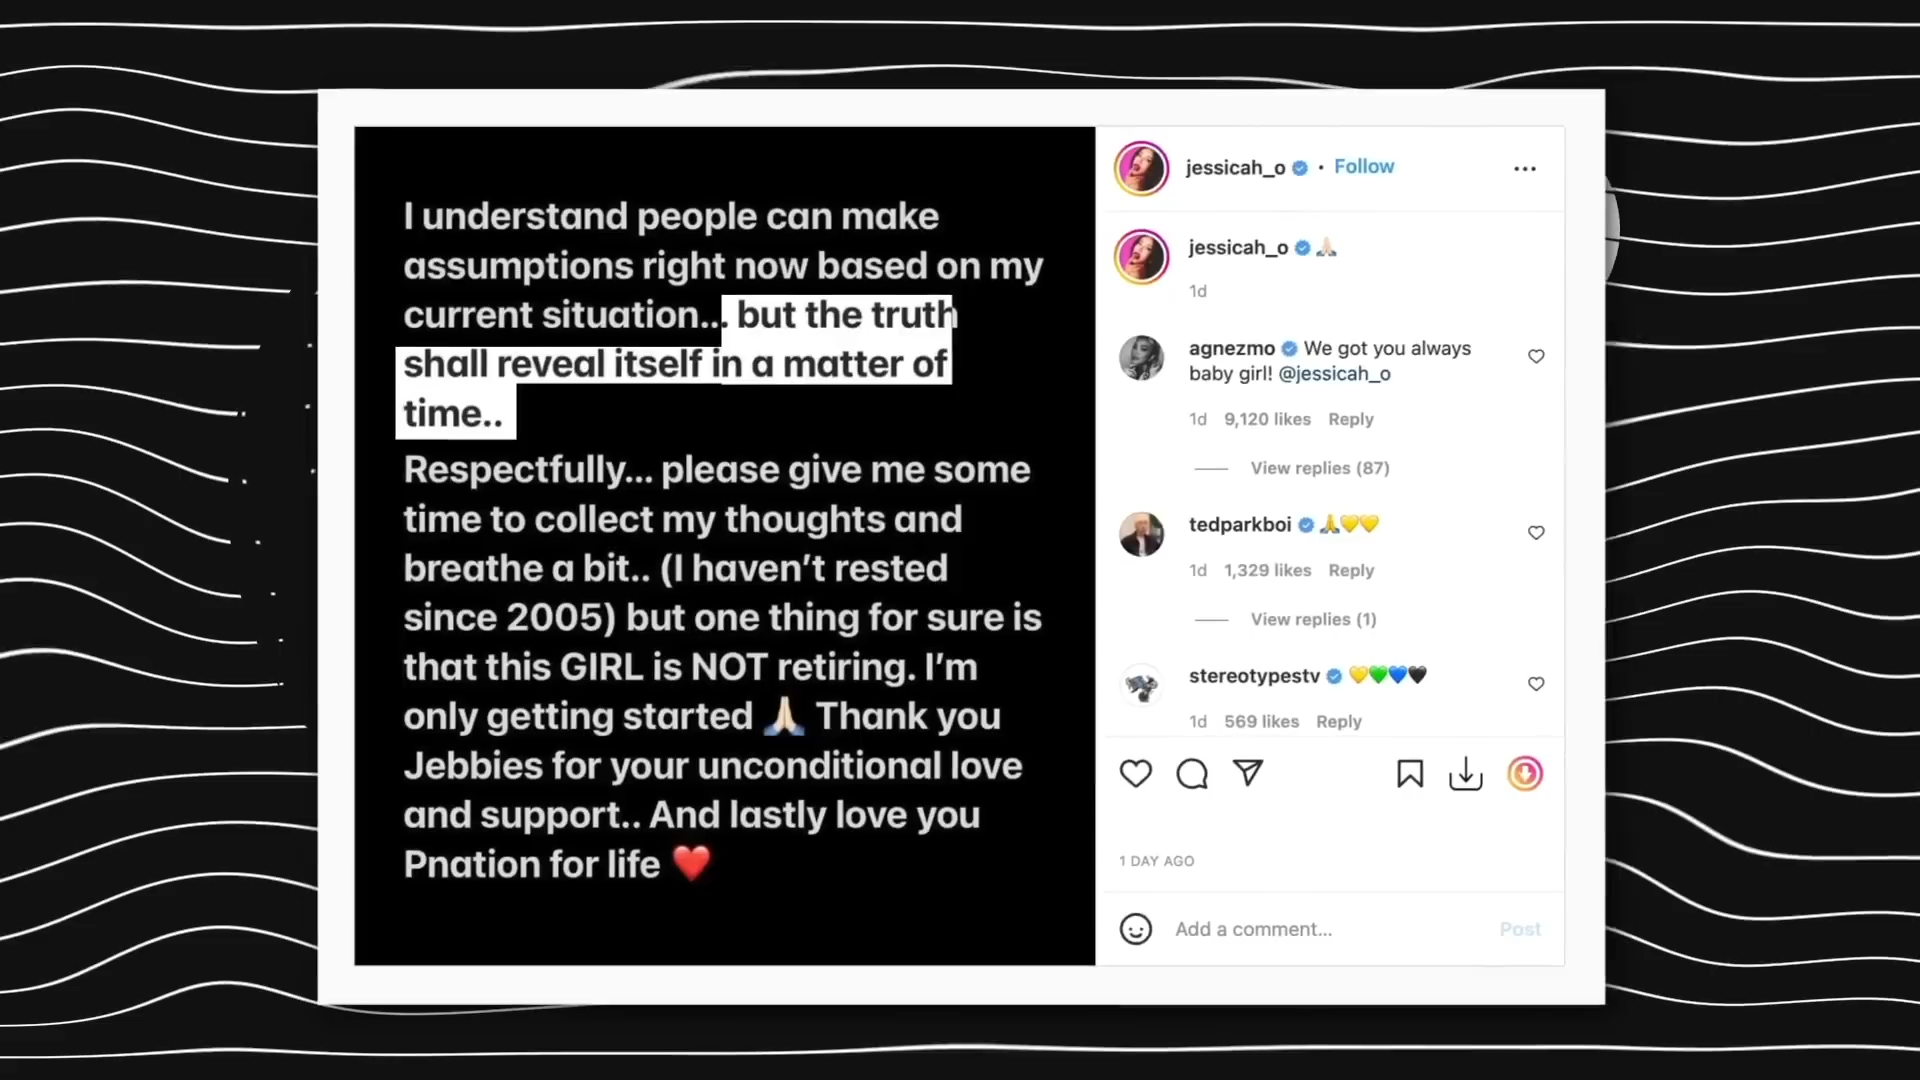 I understand people can make
assumptions right now based on my
current situation... but the truth
shall reveal itself in a matter of
time..
Respectfully... please give me some
time to collect my thoughts and
breathe a bit.. (I haven't rested
since 2005) but one thing for sure is
that this GIRL is NOT retiring. I'm
only getting started 🙏🏻 Thank you
Jebbies for your unconditional love
and support.. And lastly love you
Pnation for life ❤️
jessicah_o • Follow
jessicah_o 🙏🏻
1d
agnezmo We got you always
baby girl! @jessicah_o
1d 9,120 likes Reply
View replies (87)
tedparkboi 🙏💛💛
1d 1,329 likes Reply
View replies (1)
stereotypestv 💛💚💙🖤
1d 569 likes Reply
1 DAY AGO
Add a comment...
Post